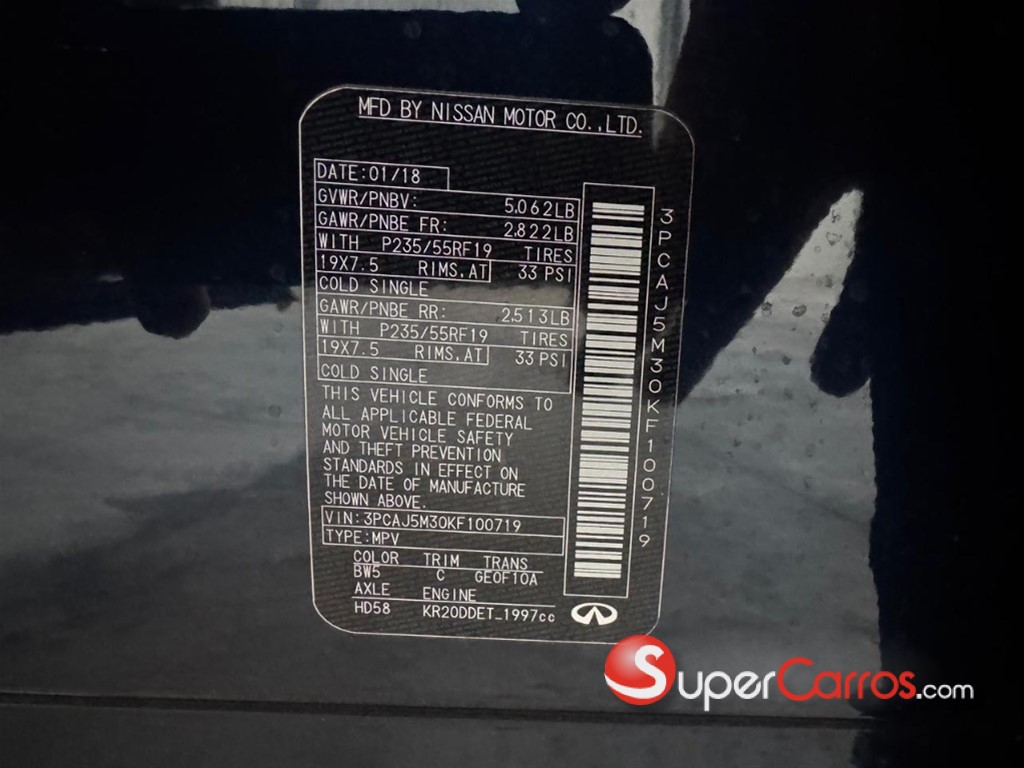 MFD BY NISSAN MOTOR CO.,LTD.
DATE:01/18
GVWR/PNBV: 5.062LB
GAWR/PNBE FR: 2.822LB
WITH P235/55RF19 TIRES
19X7.5 RIMS,AT 33 PSI
COLD SINGLE
GAWR/PNBE RR: 2.513LB
WITH P235/55RF19 TIRES
19X7.5 RIMS,AT 33 PSI
COLD SINGLE
THIS VEHICLE CONFORMS TO
ALL APPLICABLE FEDERAL
MOTOR VEHICLE SAFETY
AND THEFT PREVENTION
STANDARDS IN EFFECT ON
THE DATE OF MANUFACTURE
SHOWN ABOVE.
VIN:3PCAJ5M30KF100719
TYPE:MPV
COLOR TRIM TRANS
BW5 C GE0F10A
AXLE ENGINE
HD58 KR20DDET_1997cc
3PCAJ5M30KF100719
SuperCarros.com